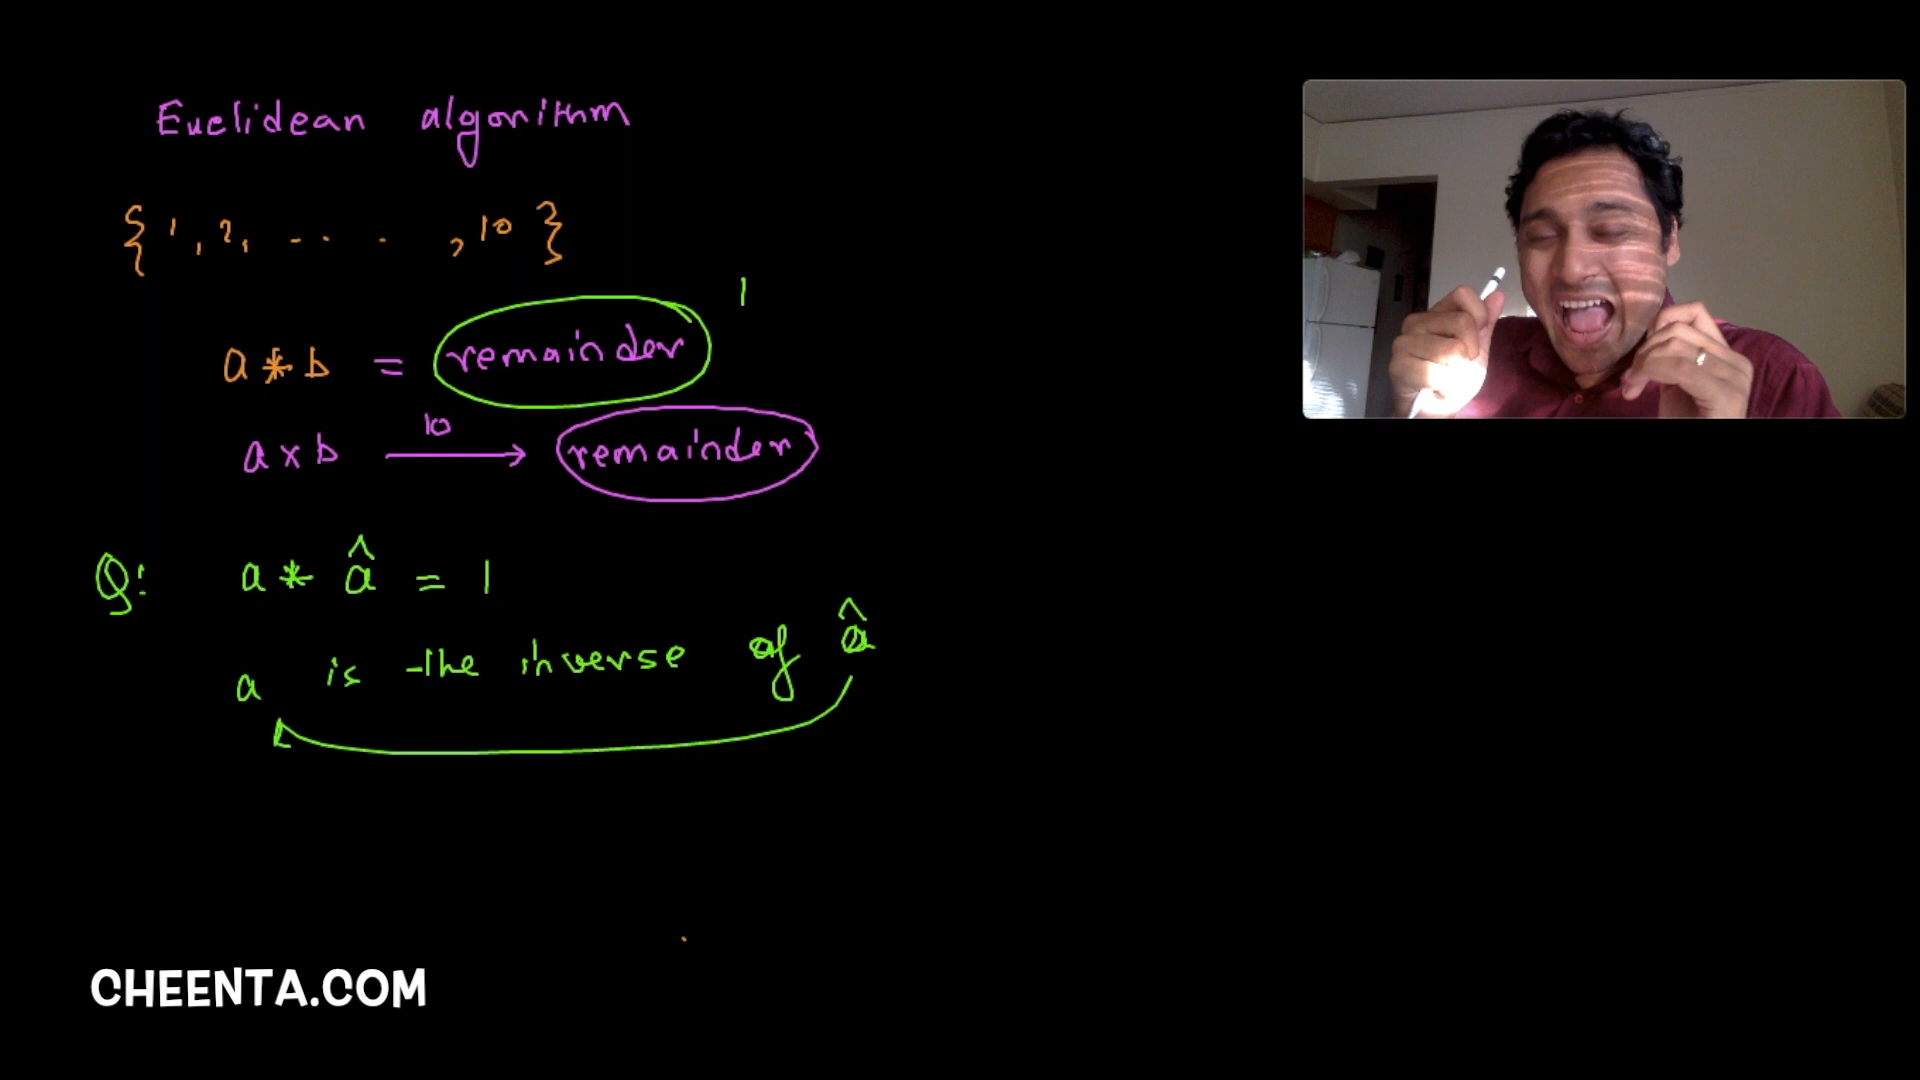 Euclidean algorithm
{1, 2, - - - , 10}
a * b = remainder 1
a x b 10 → remainder
Q: a * â = 1
a is the inverse of â
CHEENTA.COM